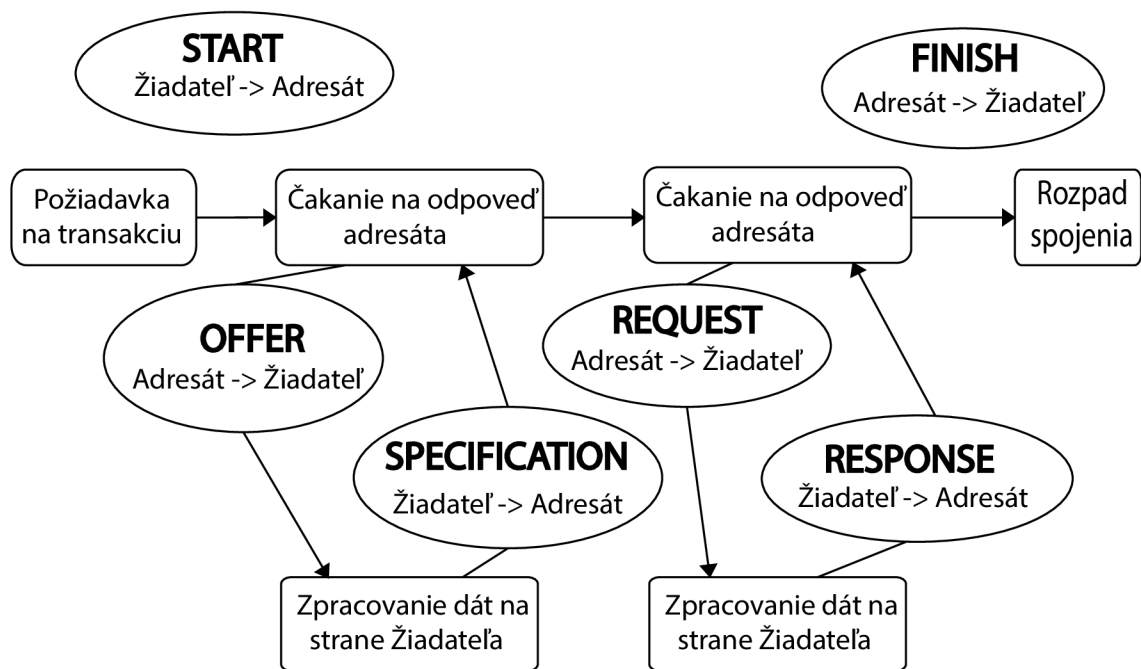 START
Žiadateľ -> Adresát
FINISH
Adresát -> Žiadateľ
Požiadavka
na transakciu
Čakanie na odpoveď
adresáta
Čakanie na odpoveď
adresáta
Rozpad
spojenia
OFFER
Adresát -> Žiadateľ
REQUEST
Adresát -> Žiadateľ
SPECIFICATION
Žiadateľ -> Adresát
RESPONSE
Žiadateľ -> Adresát
Zpracovanie dát na
strane Žiadateľa
Zpracovanie dát na
strane Žiadateľa